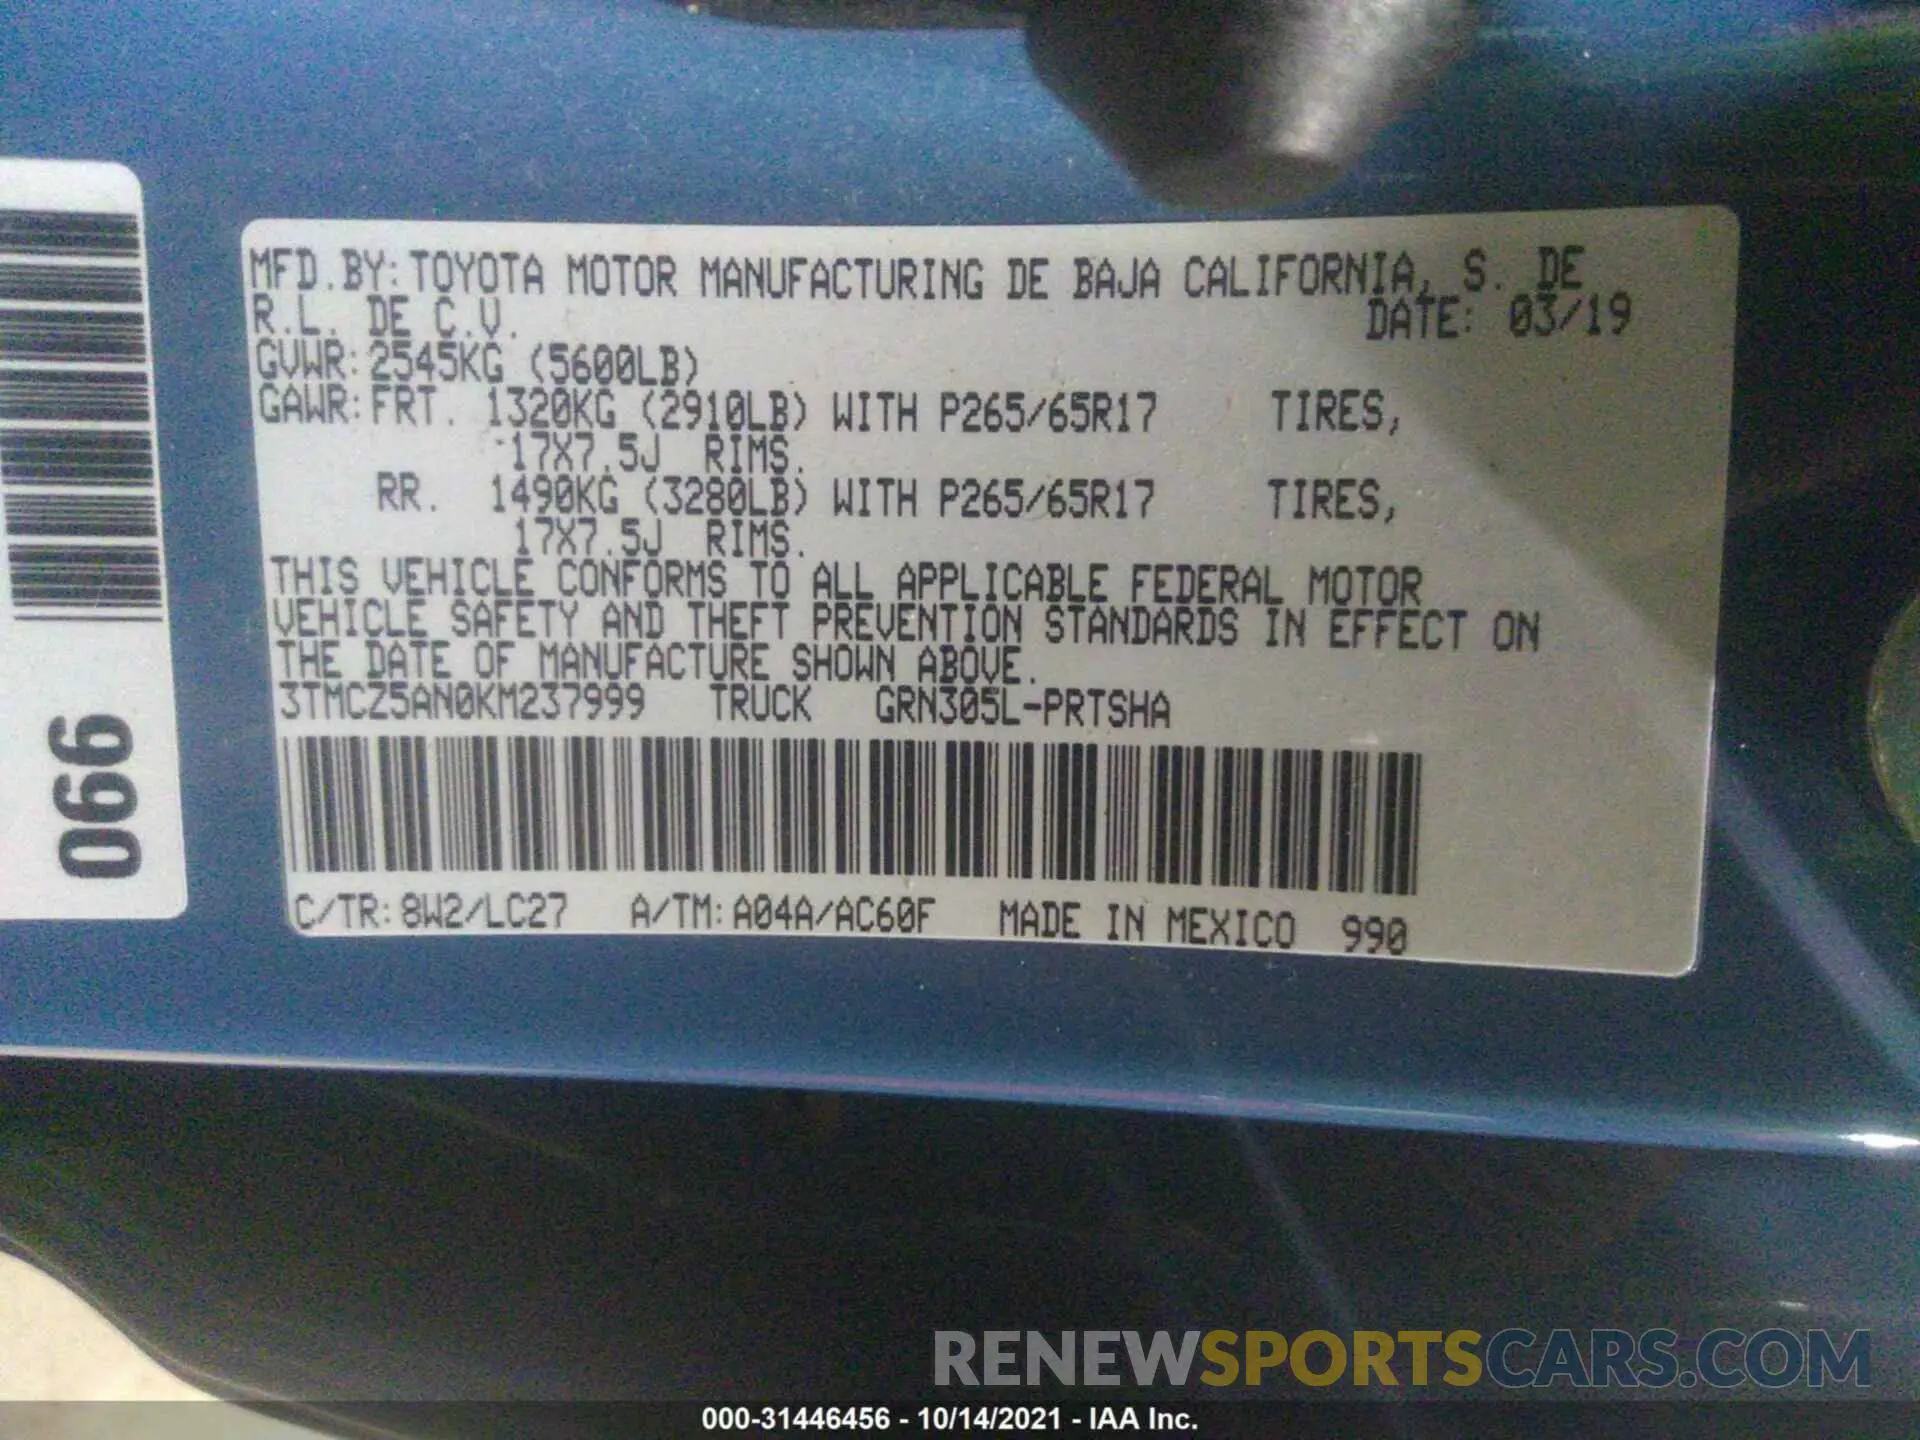 MFD.BY:TOYOTA MOTOR MANUFACTURING DE BAJA CALIFORNIA, S. DE
R.L. DE C.V. DATE: 03/19
GVWR:2545KG (5600LB)
GAWR:FRT. 1320KG (2910LB) WITH P265/65R17 TIRES,
17X7.5J RIMS.
RR. 1490KG (3280LB) WITH P265/65R17 TIRES,
17X7.5J RIMS.
THIS VEHICLE CONFORMS TO ALL APPLICABLE FEDERAL MOTOR
VEHICLE SAFETY AND THEFT PREVENTION STANDARDS IN EFFECT ON
THE DATE OF MANUFACTURE SHOWN ABOVE.
3TMCZ5AN0KM237999 TRUCK GRN305L-PRTSHA
C/TR:8W2/LC27 A/TM:A04A/AC60F MADE IN MEXICO 990
990
RENEWSPORTSCARS.COM
000-31446456 - 10/14/2021 - IAA Inc.